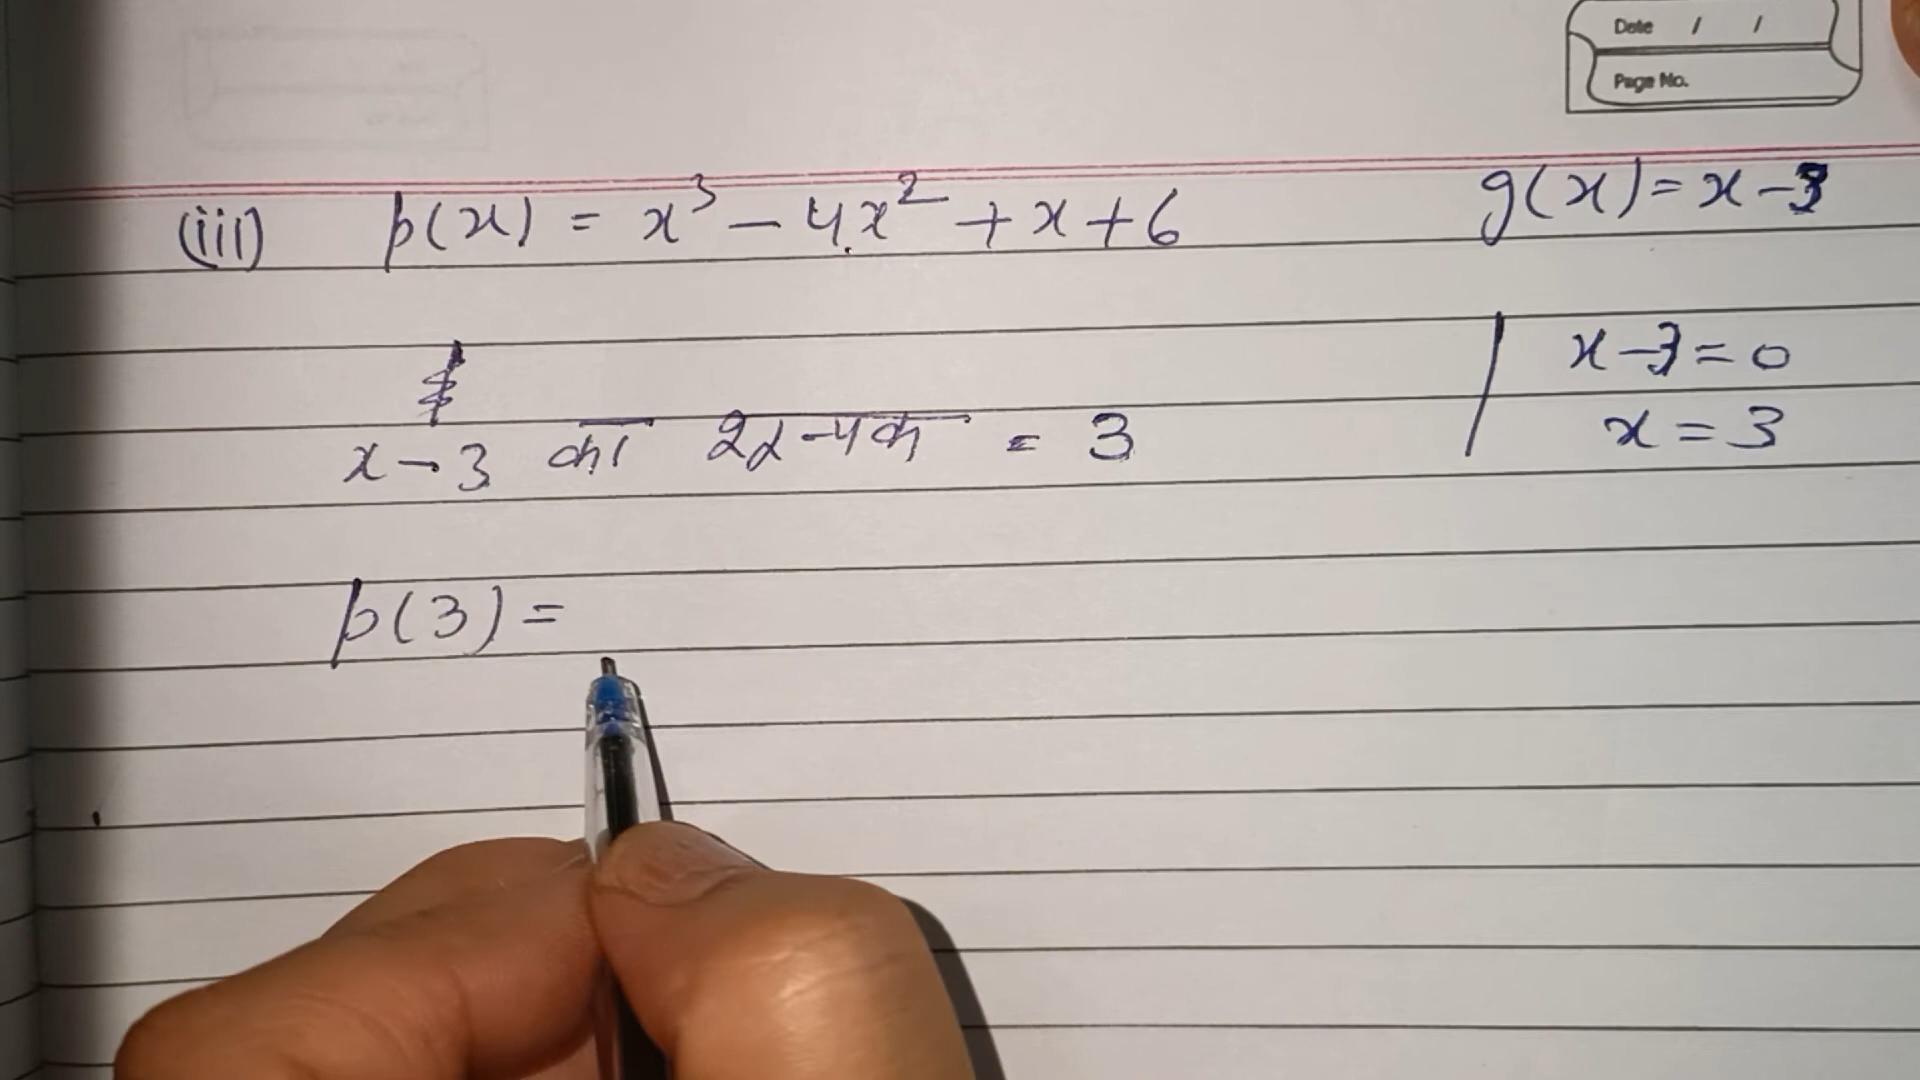 Date / /
Page No.
(iii) p(x) = x³ - 4x² + x + 6 g(x) = x - 3
x - 3 = 0
x - 3 का शून्यक = 3
x = 3
p(3) =